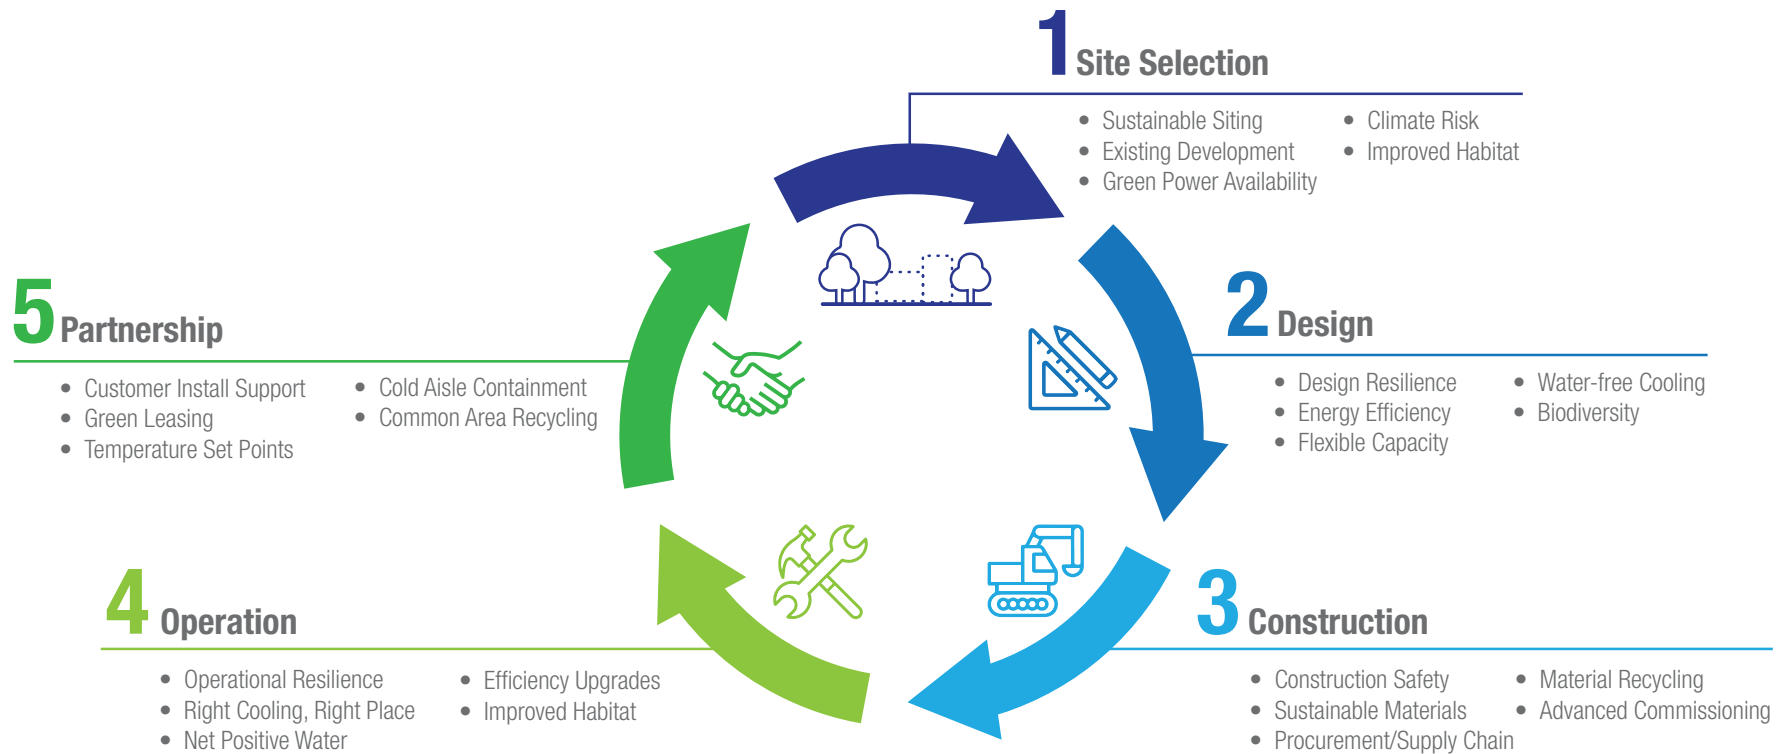 1 Site Selection
Sustainable Siting
Existing Development
Green Power Availability
Climate Risk
Improved Habitat
2 Design
Design Resilience
Energy Efficiency
Flexible Capacity
Water-free Cooling
Biodiversity
3 Construction
Construction Safety
Sustainable Materials
Procurement/Supply Chain
Material Recycling
Advanced Commissioning
4 Operation
Operational Resilience
Right Cooling, Right Place
Net Positive Water
Efficiency Upgrades
Improved Habitat
5 Partnership
Customer Install Support
Green Leasing
Temperature Set Points
Cold Aisle Containment
Common Area Recycling